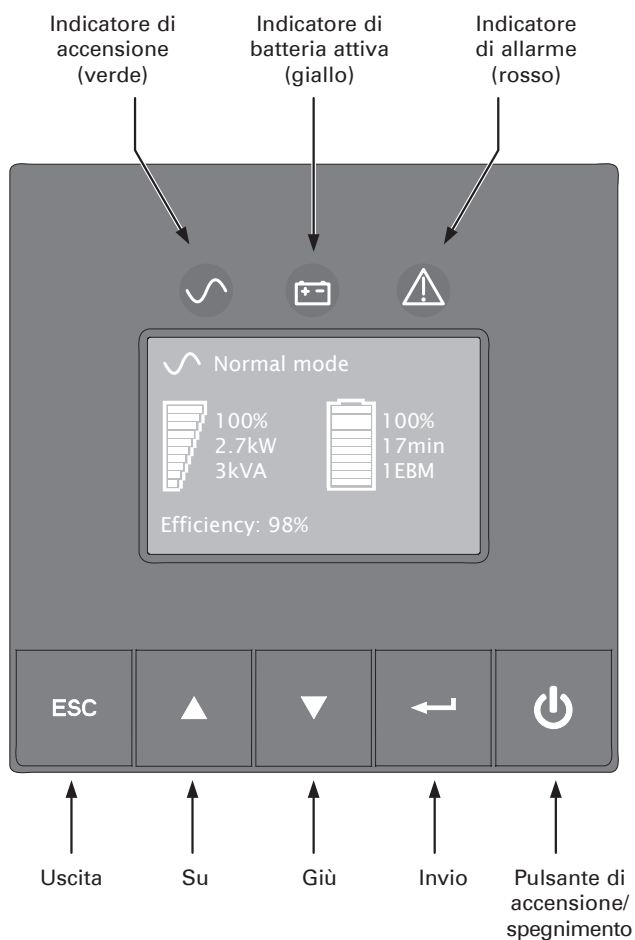 Indicatore di
accensione
(verde)
Indicatore di
batteria attiva
(giallo)
Indicatore
di allarme
(rosso)
Normal mode
100%
2.7kW
3kVA
100%
17min
1EBM
Efficiency: 98%
ESC
Uscita
Su
Giù
Invio
Pulsante di
accensione/
spegnimento